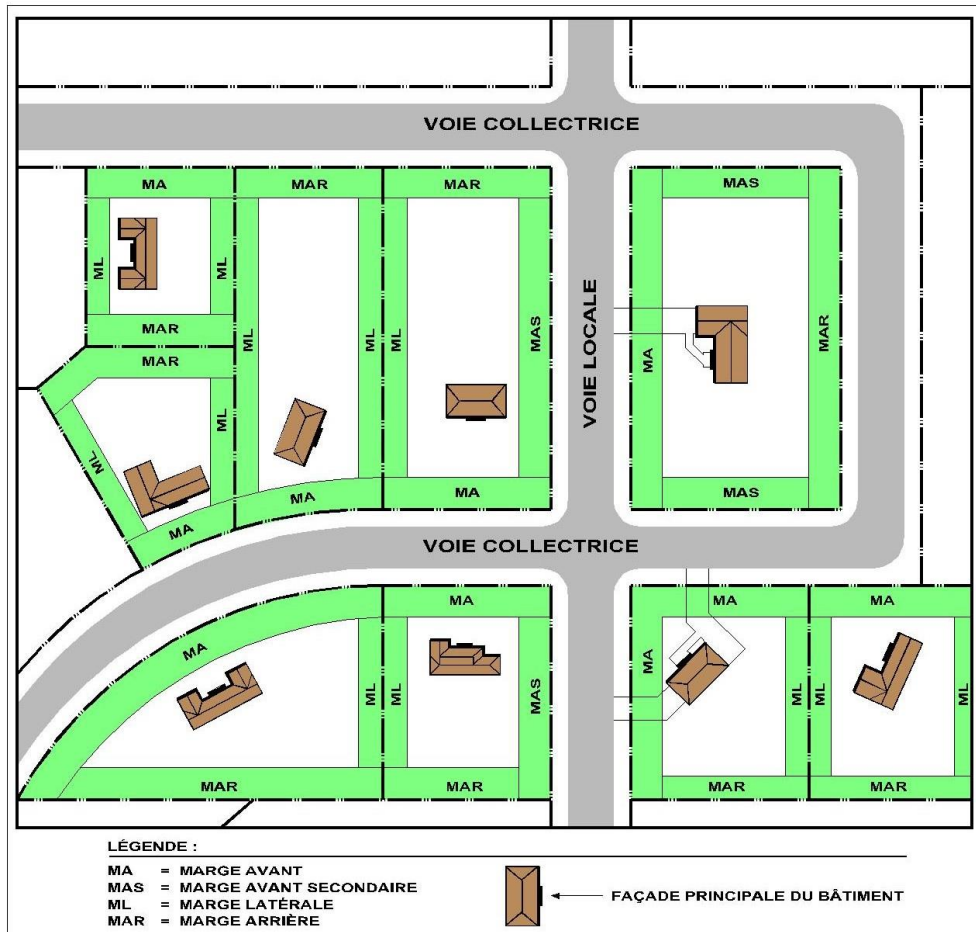 VOIE COLLECTRICE
MA
MAR
MAR
MAS
ML
ML
ML
ML
ML
MAS
VOIE LOCALE
MA
MAR
MAR
MAR
ML
ML
MA
MA
MA
MAS
VOIE COLLECTRICE
MA
MA
MA
MA
MA
ML
ML
MAS
ML
ML
ML
MAR
MAR
MAR
MAR
LÉGENDE :
MA = MARGE AVANT
MAS = MARGE AVANT SECONDAIRE
ML = MARGE LATÉRALE
MAR = MARGE ARRIÈRE
FAÇADE PRINCIPALE DU BÂTIMENT